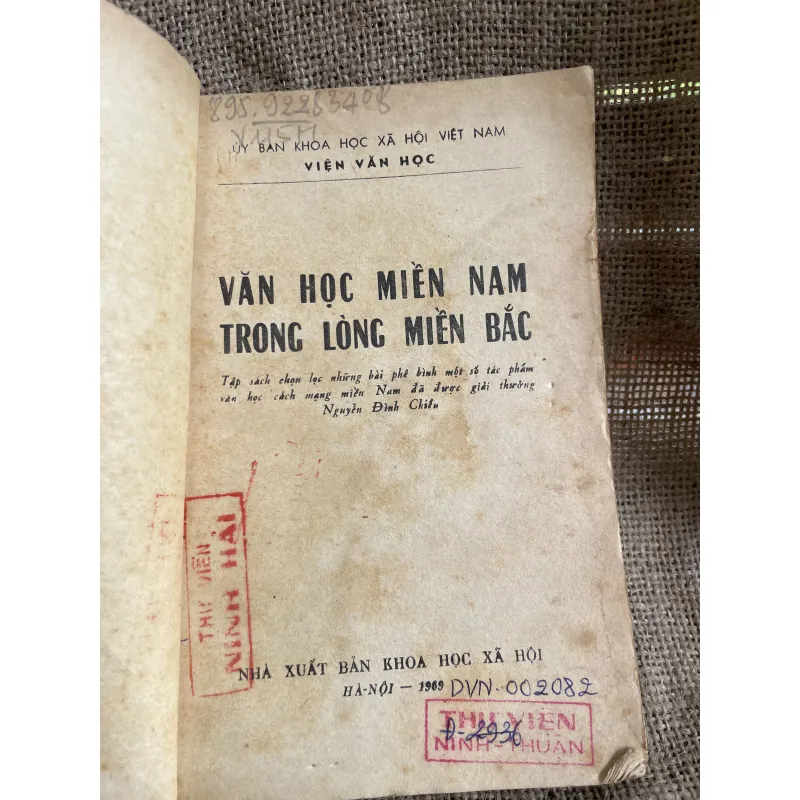 895.92283408
ỦY BAN KHOA HỌC XÃ HỘI VIỆT NAM
VIỆN VĂN HỌC
VĂN HỌC MIỀN NAM
TRONG LÒNG MIỀN BẮC
Tập sách chọn lọc những bài phê bình một số tác phẩm
văn học cách mạng miền Nam đã được giải thưởng
Nguyễn Đình Chiểu
THƯ VIỆN
NINH HẢI
NHÀ XUẤT BẢN KHOA HỌC XÃ HỘI
HÀ-NỘI — 1969 DVN. 002082
THƯ VIỆN
Đ-2936
NINH-THUẬN